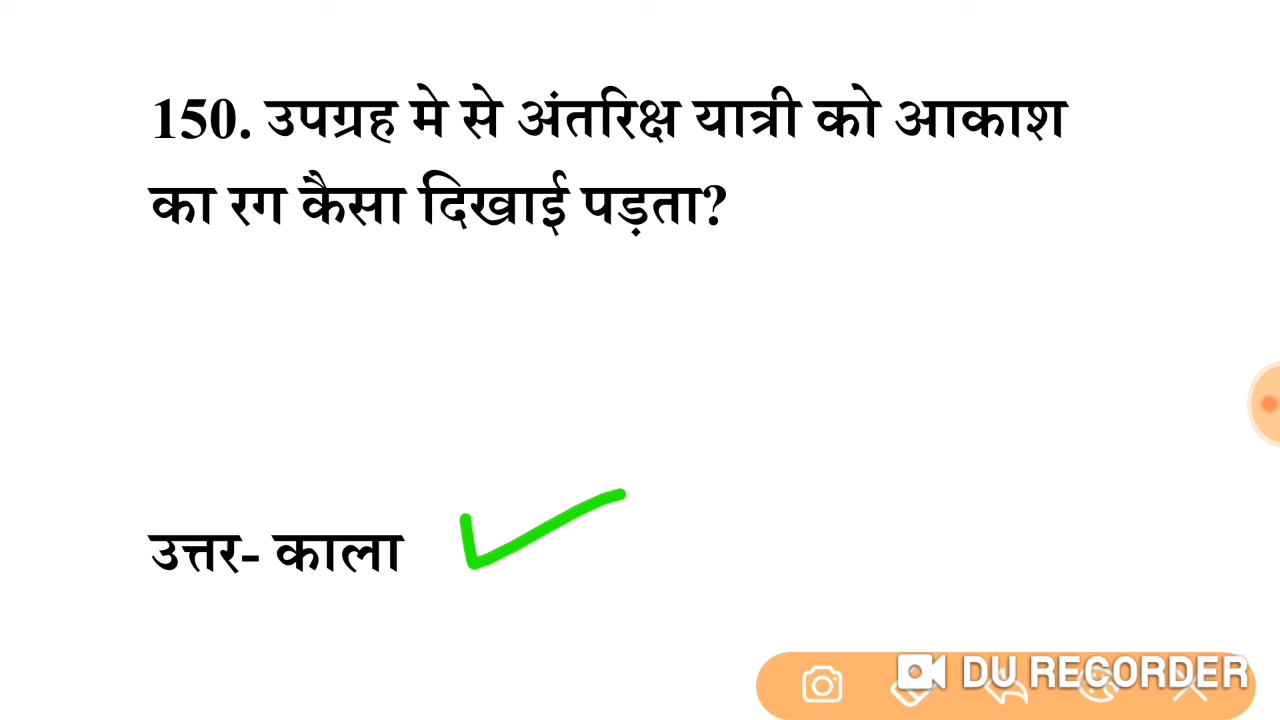 150. उपग्रह मे से अंतरिक्ष यात्री को आकाश
का रग कैसा दिखाई पड़ता?
उत्तर- काला
DU RECORDER